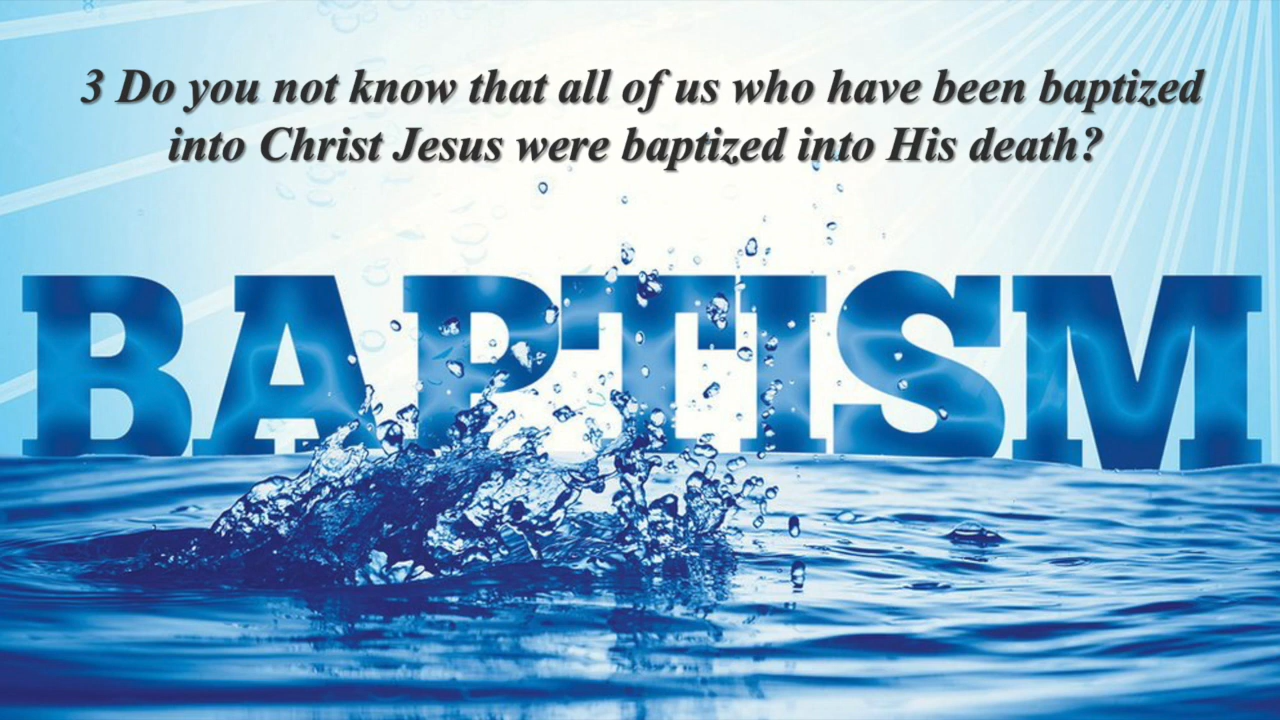 3 Do you not know that all of us who have been baptized
into Christ Jesus were baptized into His death?
BAPTISM